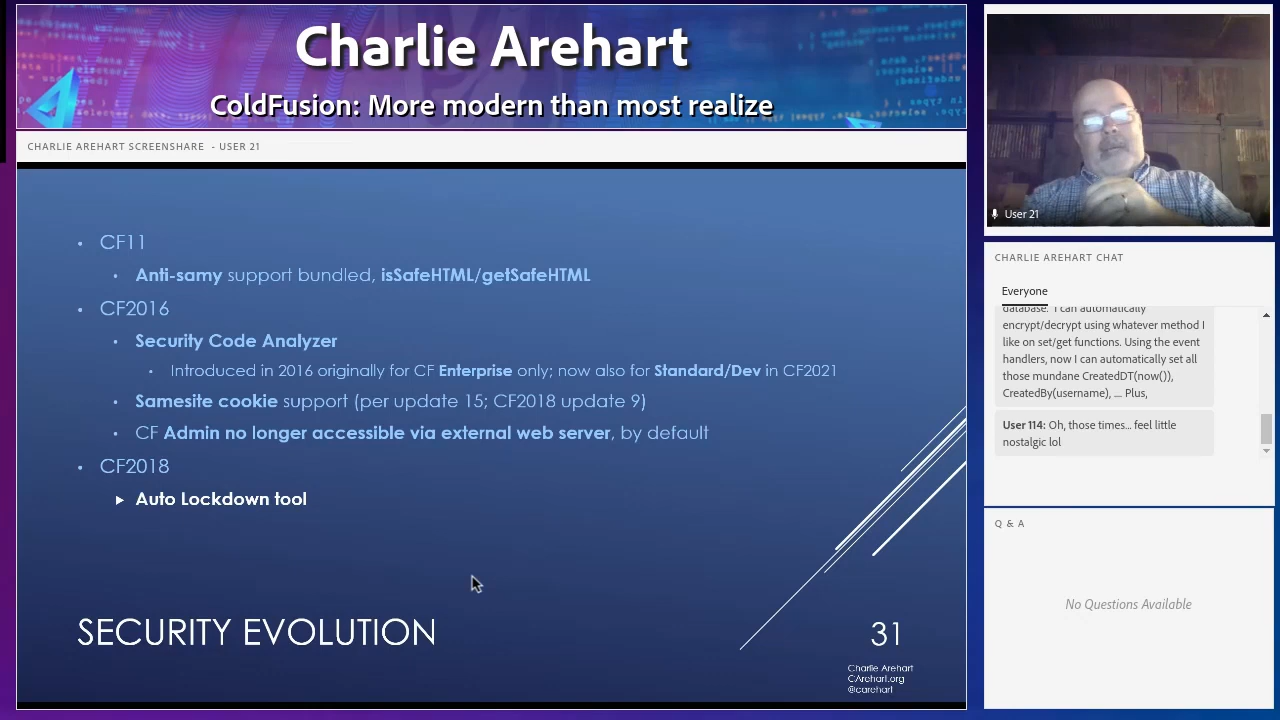 Charlie Arehart
ColdFusion: More modern than most realize
CHARLIE AREHART SCREENSHARE - USER 21
• CF11
• Anti-samy support bundled, isSafeHTML/getSafeHTML
• CF2016
• Security Code Analyzer
• Introduced in 2016 originally for CF Enterprise only; now also for Standard/Dev in CF2021
• Samesite cookie support (per update 15; CF2018 update 9)
• CF Admin no longer accessible via external web server, by default
• CF2018
► Auto Lockdown tool
SECURITY EVOLUTION
31
Charlie Arehart
CArehart.org
@carehart
User 21
CHARLIE AREHART CHAT
Everyone
database. I can automatically
encrypt/decrypt using whatever method I
like on set/get functions. Using the event
handlers, now I can automatically set all
those mundane CreatedDT(now()),
CreatedBy(username), .... Plus,
User 114: Oh, those times... feel little
nostalgic lol
Q & A
No Questions Available